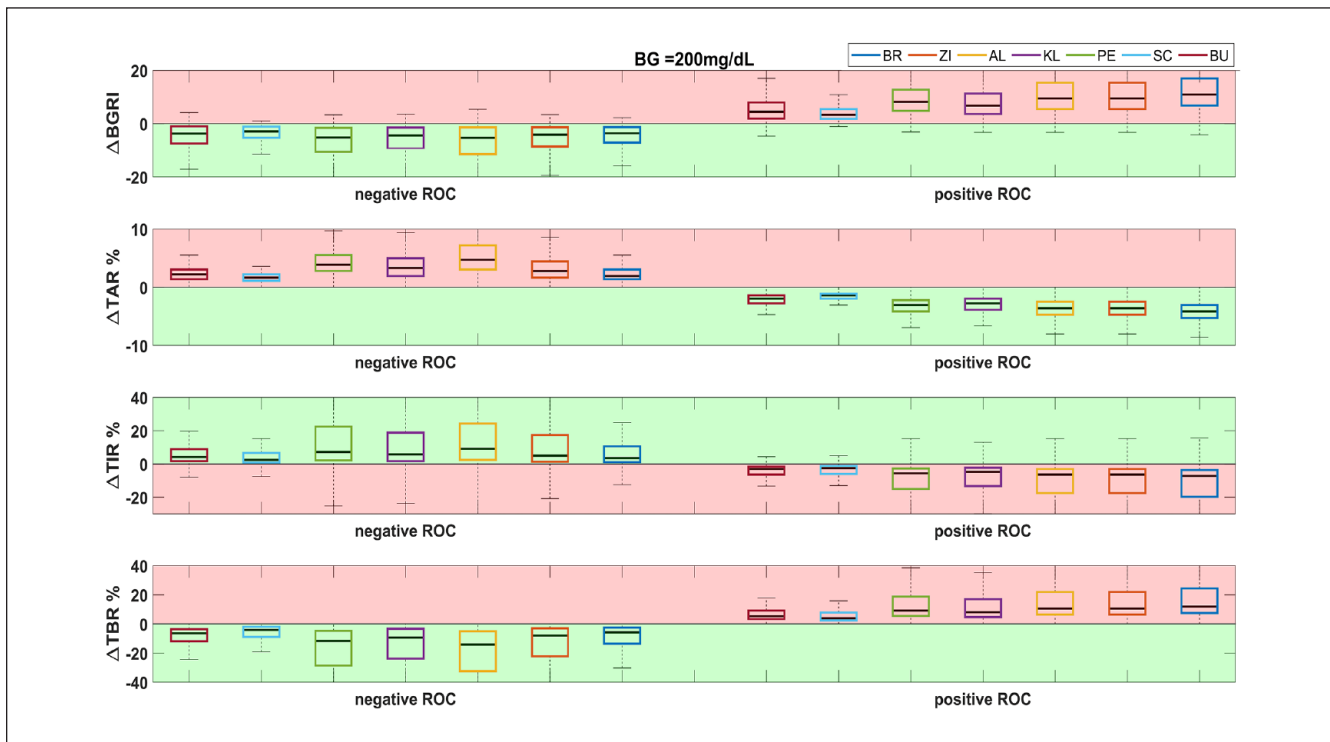 BG =200mg/dL
BR ZI AL KL PE SC BU
ΔBGRI
20
0
-20
negative ROC positive ROC
ΔTAR %
10
0
-10
negative ROC positive ROC
ΔTIR %
40
20
0
-20
negative ROC positive ROC
ΔTBR %
40
20
0
-20
-40
negative ROC positive ROC